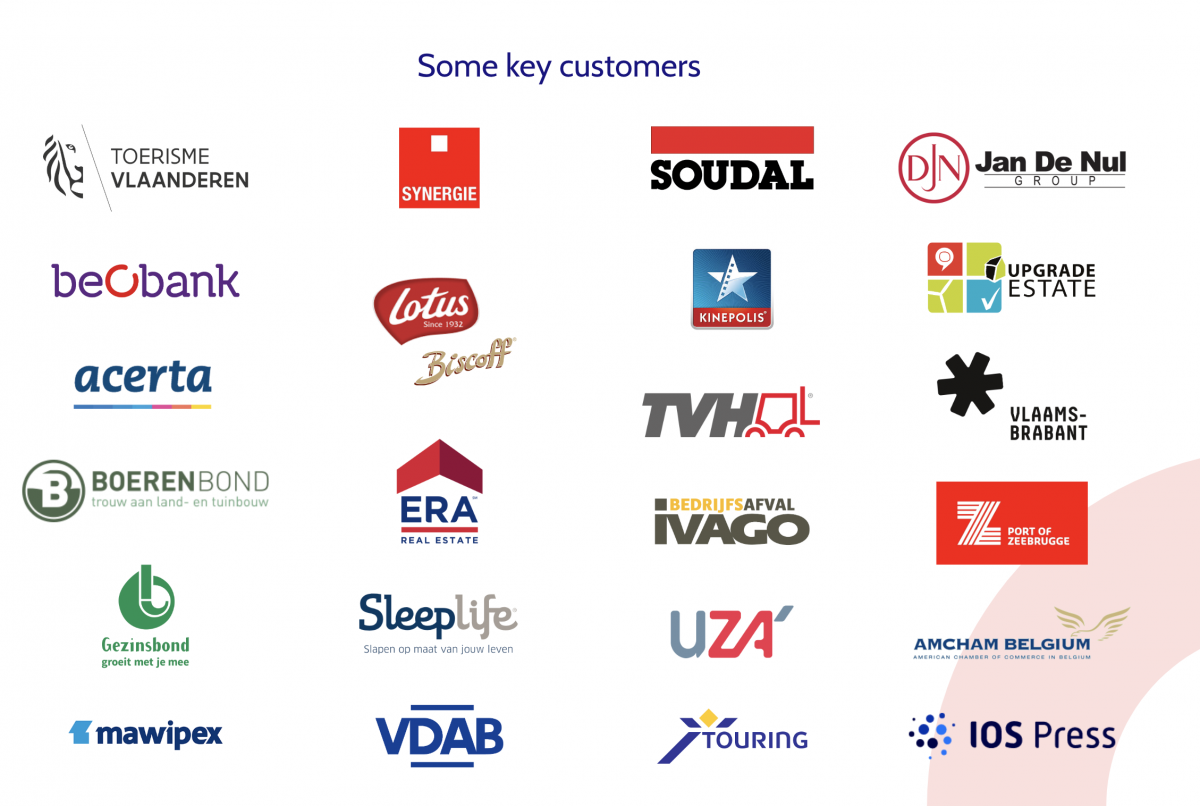 Some key customers
TOERISME
VLAANDEREN
SYNERGIE
SOUDAL
DJN
Jan De Nul
GROUP
beobank
Lotus
Since 1932
Biscoff®
KINEPOLIS®
UPGRADE
ESTATE
acerta
TVH®
VLAAMS-
BRABANT
B
BOERENBOND
trouw aan land- en tuinbouw
ERA℠
REAL ESTATE
BEDRIJFSAFVAL
IVAGO
Z
PORT OF
ZEEBRUGGE
Gezinsbond
groeit met je mee
Sleeplife®
Slapen op maat van jouw leven
UZA'
AMCHAM BELGIUM
AMERICAN CHAMBER OF COMMERCE IN BELGIUM
mawipex
VDAB
TOURING
IOS Press